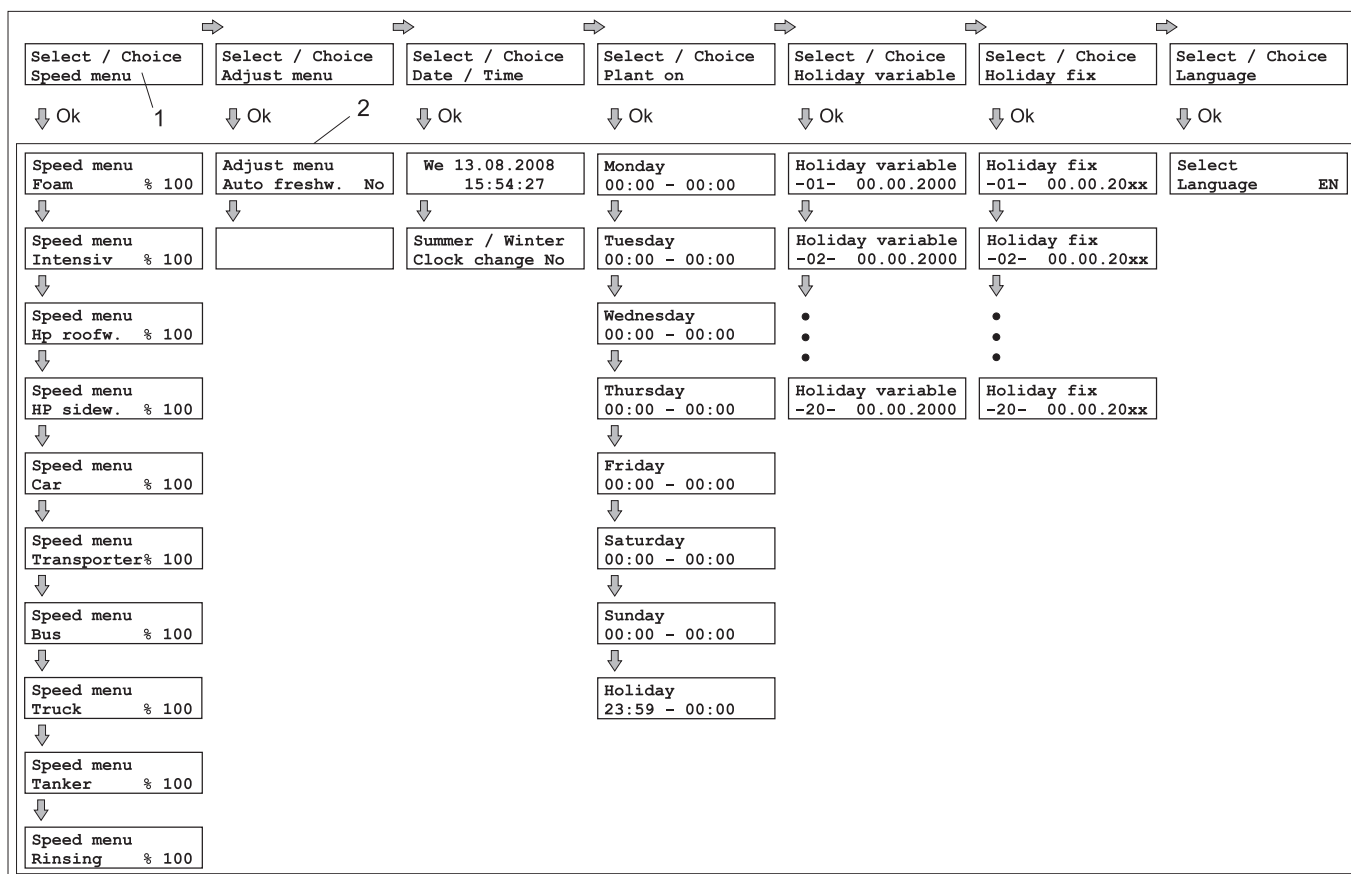 Select / Choice
Speed menu
Select / Choice
Adjust menu
Select / Choice
Date / Time
Select / Choice
Plant on
Select / Choice
Holiday variable
Select / Choice
Holiday fix
Select / Choice
Language
Ok
1
Ok
2
Ok
Ok
Ok
Ok
Ok
Speed menu
Foam % 100
Speed menu
Intensiv % 100
Speed menu
Hp roofw. % 100
Speed menu
HP sidew. % 100
Speed menu
Car % 100
Speed menu
Transporter% 100
Speed menu
Bus % 100
Speed menu
Truck % 100
Speed menu
Tanker % 100
Speed menu
Rinsing % 100
Adjust menu
Auto freshw. No
We 13.08.2008
15:54:27
Summer / Winter
Clock change No
Monday
00:00 - 00:00
Tuesday
00:00 - 00:00
Wednesday
00:00 - 00:00
Thursday
00:00 - 00:00
Friday
00:00 - 00:00
Saturday
00:00 - 00:00
Sunday
00:00 - 00:00
Holiday
23:59 - 00:00
Holiday variable
-01- 00.00.2000
Holiday variable
-02- 00.00.2000
Holiday variable
-20- 00.00.2000
Holiday fix
-01- 00.00.20xx
Holiday fix
-02- 00.00.20xx
Holiday fix
-20- 00.00.20xx
Select
Language EN